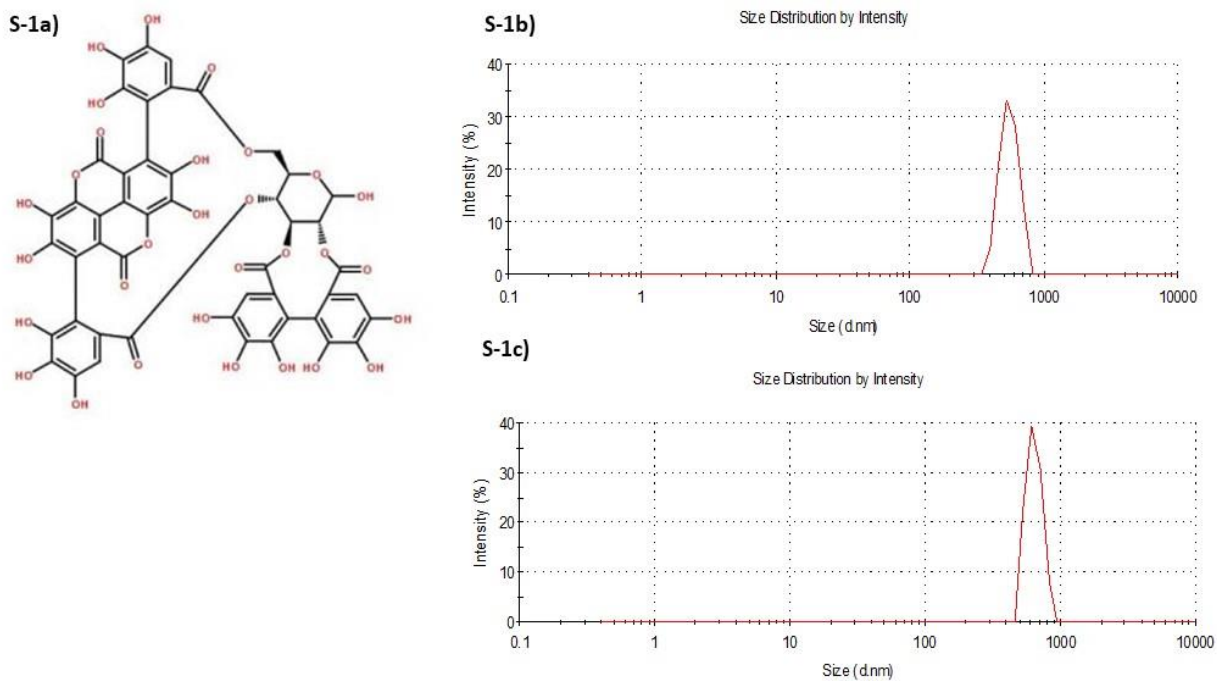 S-1a)
OH
HO
O
HO
O
O
OH
O
O
OH
O
HO
OH
O
HO
O O
O O
O
HO
HO OH
O
HO OH HO OH
HO
OH
S-1b)
Size Distribution by Intensity
Intensity (%)
40
30
20
10
0
0.1 1 10 100 1000 10000
Size (d.nm)
S-1c)
Size Distribution by Intensity
Intensity (%)
40
30
20
10
0
0.1 1 10 100 1000 10000
Size (d.nm)